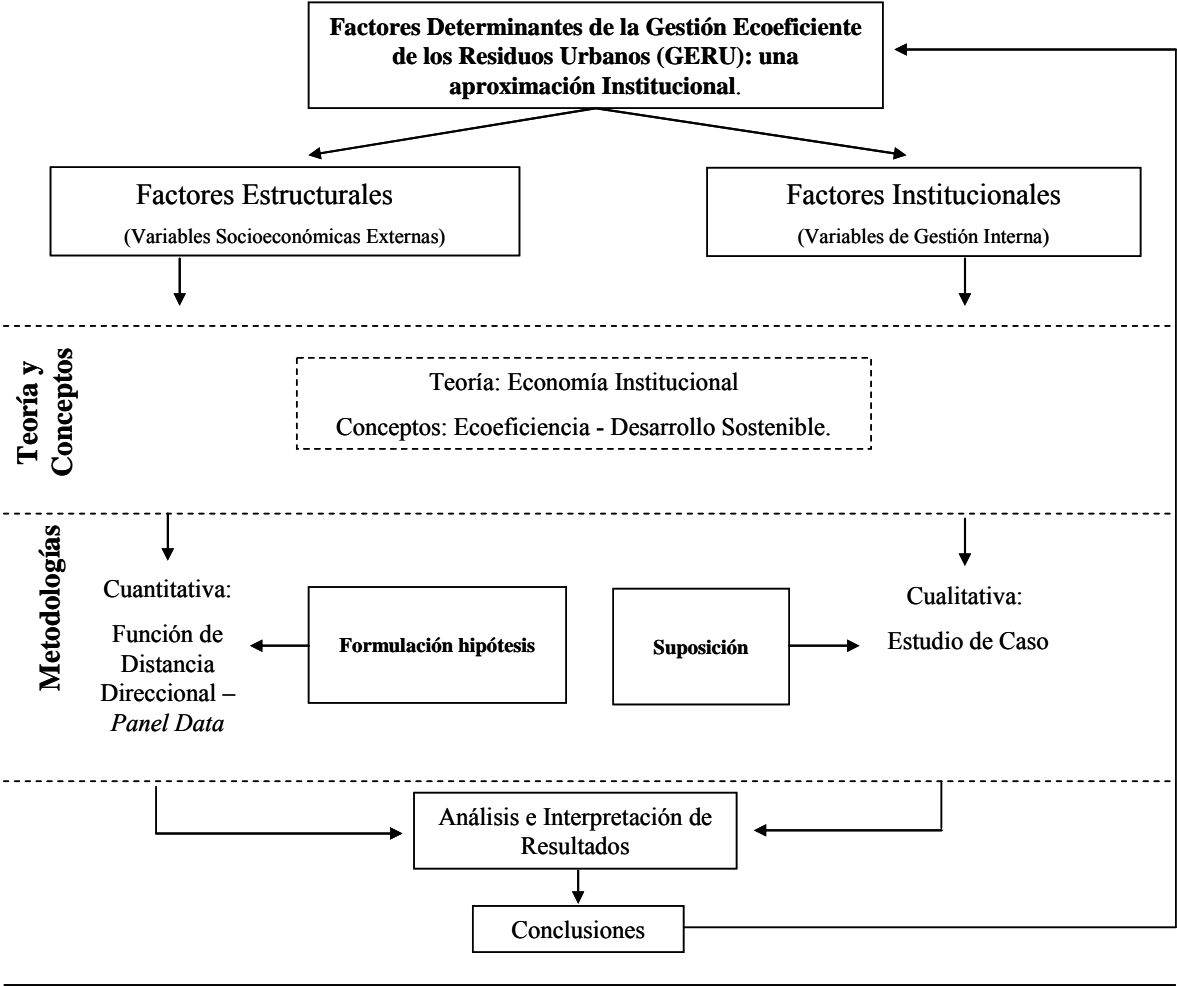 Factores Determinantes de la Gestión Ecoeficiente
de los Residuos Urbanos (GERU): una
aproximación Institucional.
Factores Estructurales
(Variables Socioeconómicas Externas)
Factores Institucionales
(Variables de Gestión Interna)
Teoría y
Conceptos
Teoría: Economía Institucional
Conceptos: Ecoeficiencia - Desarrollo Sostenible.
Metodologías
Cuantitativa:
Función de
Distancia
Direccional –
Panel Data
Formulación hipótesis
Suposición
Cualitativa:
Estudio de Caso
Análisis e Interpretación de
Resultados
Conclusiones